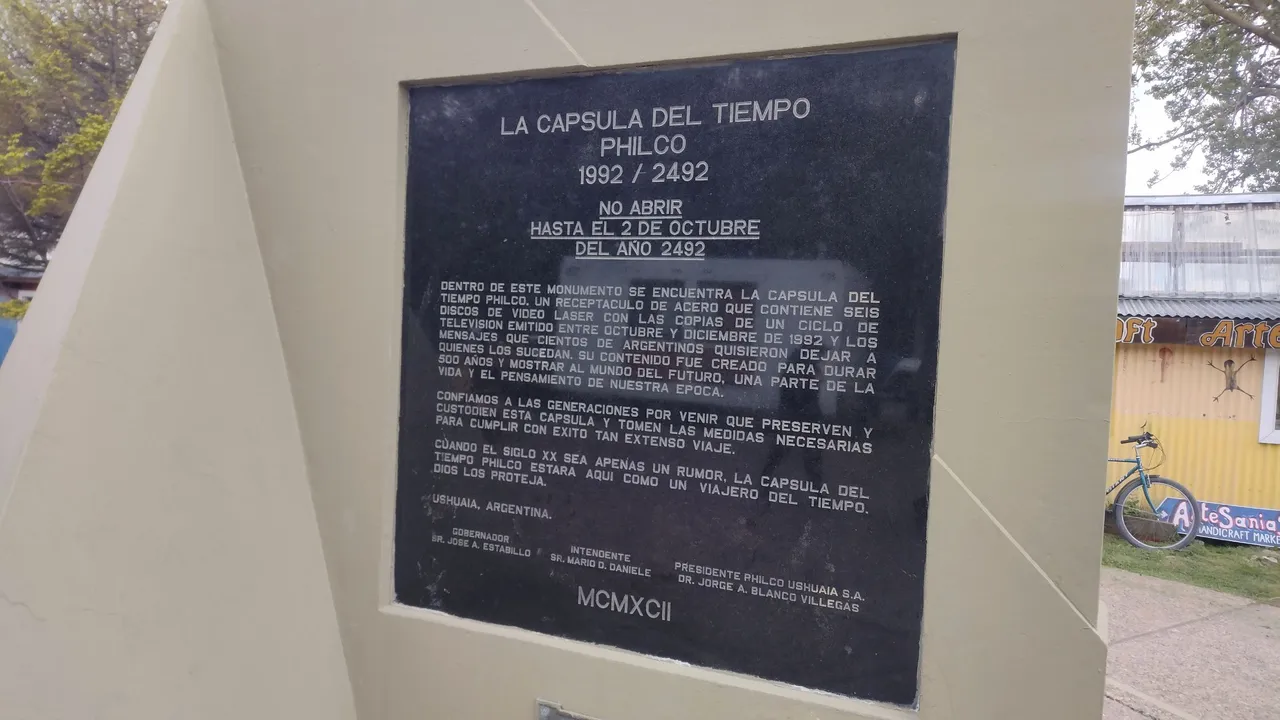 LA CAPSULA DEL TIEMPO
PHILCO
1992 / 2492
NO ABRIR
HASTA EL 2 DE OCTUBRE
DEL AÑO 2492
DENTRO DE ESTE MONUMENTO SE ENCUENTRA LA CAPSULA DEL
TIEMPO PHILCO, UN RECEPTACULO DE ACERO QUE CONTIENE SEIS
DISCOS DE VIDEO LASER CON LAS COPIAS DE UN CICLO DE
TELEVISION EMITIDO ENTRE OCTUBRE Y DICIEMBRE DE 1992 Y LOS
MENSAJES QUE CIENTOS DE ARGENTINOS QUISIERON DEJAR A
QUIENES LOS SUCEDAN. SU CONTENIDO FUE CREADO PARA DURAR
500 AÑOS Y MOSTRAR AL MUNDO DEL FUTURO, UNA PARTE DE LA
VIDA Y EL PENSAMIENTO DE NUESTRA EPOCA.
CONFIAMOS A LAS GENERACIONES POR VENIR QUE PRESERVEN Y
CUSTODIEN ESTA CAPSULA Y TOMEN LAS MEDIDAS NECESARIAS
PARA CUMPLIR CON EXITO TAN EXTENSO VIAJE.
CUANDO EL SIGLO XX SEA APENAS UN RUMOR, LA CAPSULA DEL
TIEMPO PHILCO ESTARA AQUI COMO UN VIAJERO DEL TIEMPO.
DIOS LOS PROTEJA.
USHUAIA, ARGENTINA.
GOBERNADOR
SR. JOSE A. ESTABILLO
INTENDENTE
SR. MARIO D. DANIELE
PRESIDENTE PHILCO USHUAIA S.A.
DR. JORGE A. BLANCO VILLEGAS
MCMXCII
ArteSania
HANDICRAFT MARKE